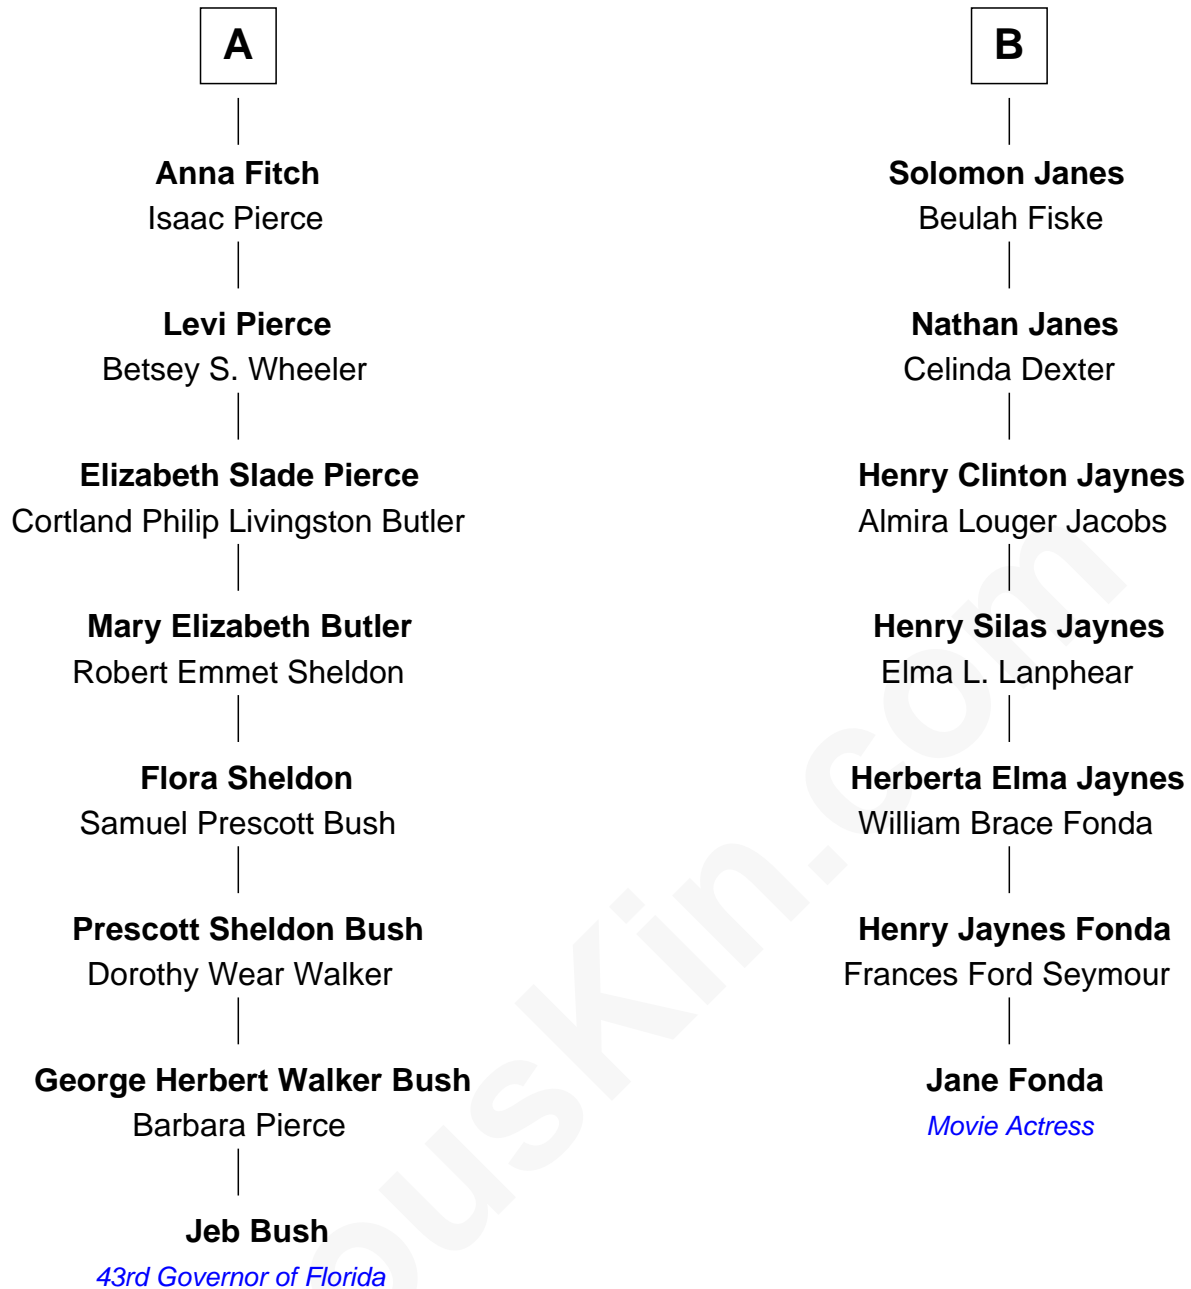 A
Anna Fitch
Isaac Pierce
Levi Pierce
Betsey S. Wheeler
Elizabeth Slade Pierce
Cortland Philip Livingston Butler
Mary Elizabeth Butler
Robert Emmet Sheldon
Flora Sheldon
Samuel Prescott Bush
Prescott Sheldon Bush
Dorothy Wear Walker
George Herbert Walker Bush
Barbara Pierce
Jeb Bush
43rd Governor of Florida
B
Solomon Janes
Beulah Fiske
Nathan Janes
Celinda Dexter
Henry Clinton Jaynes
Almira Louger Jacobs
Henry Silas Jaynes
Elma L. Lanphear
Herberta Elma Jaynes
William Brace Fonda
Henry Jaynes Fonda
Frances Ford Seymour
Jane Fonda
Movie Actress
ousKin.com